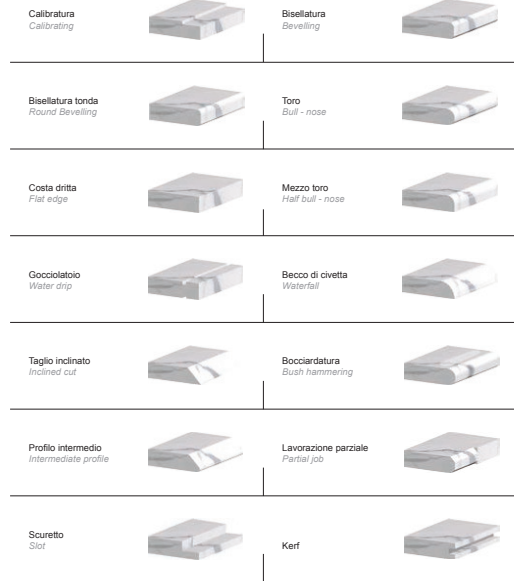 Calibratura
Calibrating
Bisellatura
Bevelling
Bisellatura tonda
Round Bevelling
Toro
Bull - nose
Costa dritta
Flat edge
Mezzo toro
Half bull - nose
Gocciolatoio
Water drip
Becco di civetta
Waterfall
Taglio inclinato
Inclined cut
Bocciardatura
Bush hammering
Profilo intermedio
Intermediate profile
Lavorazione parziale
Partial job
Scuretto
Slot
Kerf